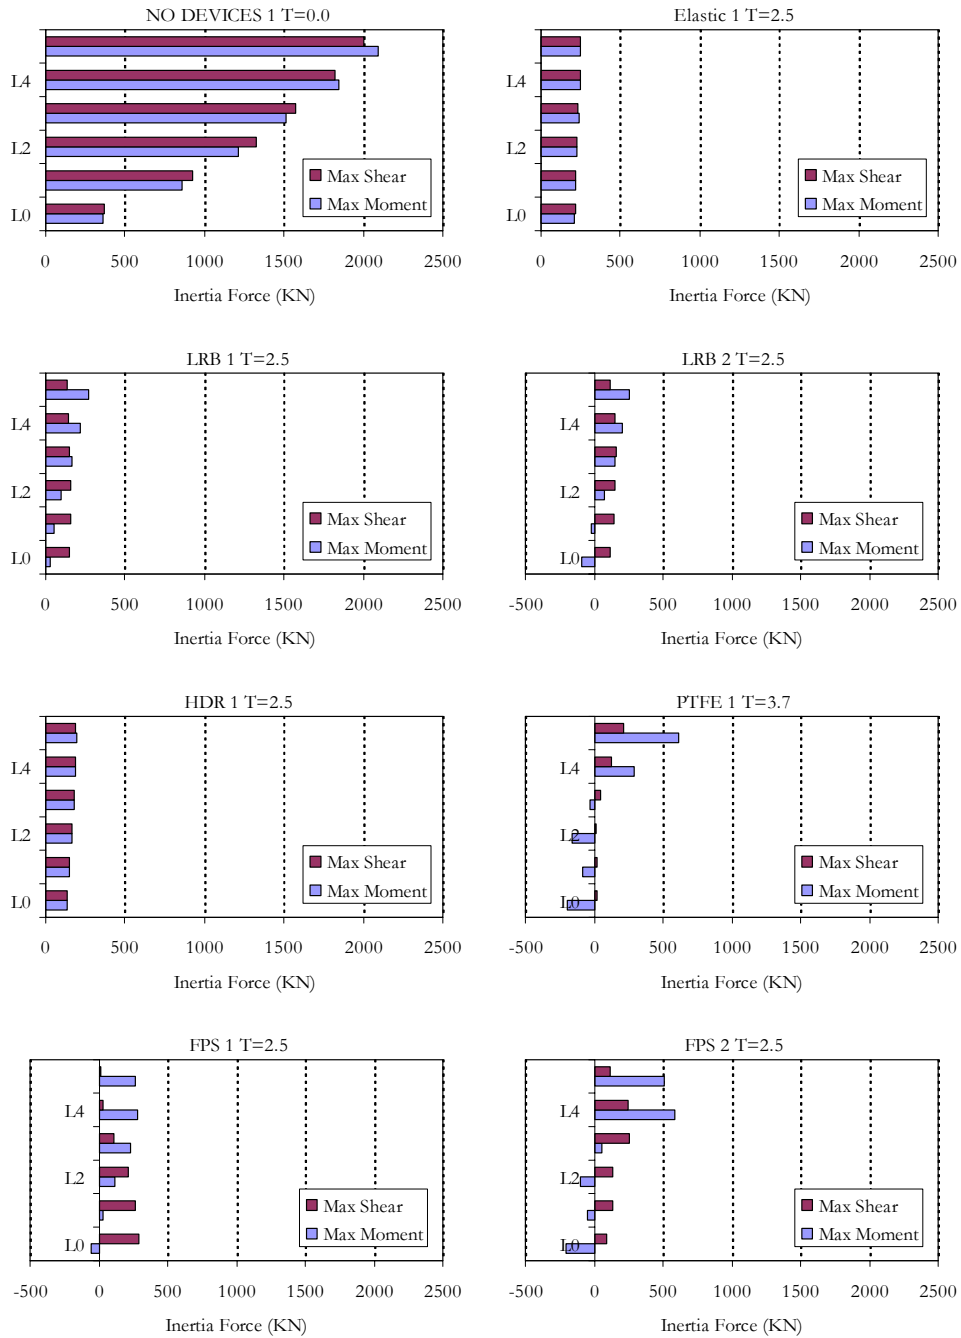 NO DEVICES 1 T=0.0
L4
L2
L0
Max Shear
Max Moment
0 500 1000 1500 2000 2500
Inertia Force (KN)
Elastic 1 T=2.5
L4
L2
L0
Max Shear
Max Moment
0 500 1000 1500 2000 2500
Inertia Force (KN)
LRB 1 T=2.5
L4
L2
L0
Max Shear
Max Moment
0 500 1000 1500 2000 2500
Inertia Force (KN)
LRB 2 T=2.5
L4
L2
L0
Max Shear
Max Moment
-500 0 500 1000 1500 2000 2500
Inertia Force (KN)
HDR 1 T=2.5
L4
L2
L0
Max Shear
Max Moment
0 500 1000 1500 2000 2500
Inertia Force (KN)
PTFE 1 T=3.7
L4
L2
L0
Max Shear
Max Moment
-500 0 500 1000 1500 2000 2500
Inertia Force (KN)
FPS 1 T=2.5
L4
L2
L0
Max Shear
Max Moment
-500 0 500 1000 1500 2000 2500
Inertia Force (KN)
FPS 2 T=2.5
L4
L2
L0
Max Shear
Max Moment
-500 0 500 1000 1500 2000 2500
Inertia Force (KN)